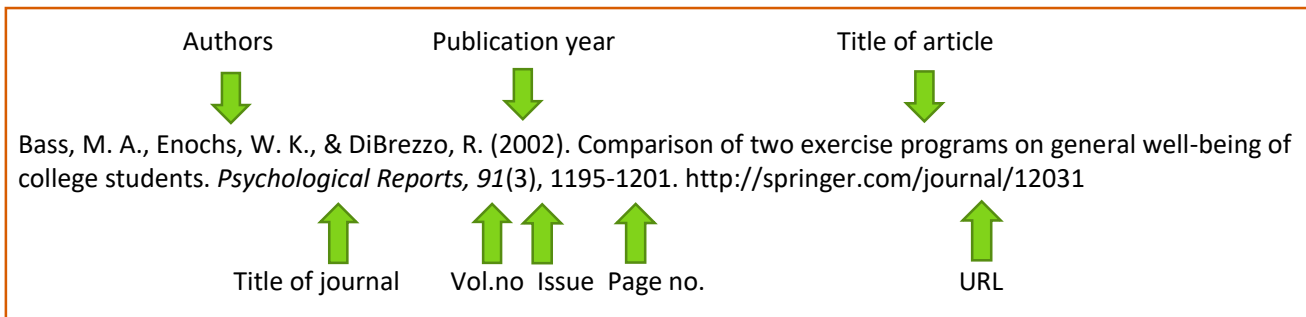 Authors Publication year Title of article
Bass, M. A., Enochs, W. K., & DiBrezzo, R. (2002). Comparison of two exercise programs on general well-being of
college students. Psychological Reports, 91(3), 1195-1201. http://springer.com/journal/12031
Title of journal Vol.no Issue Page no. URL